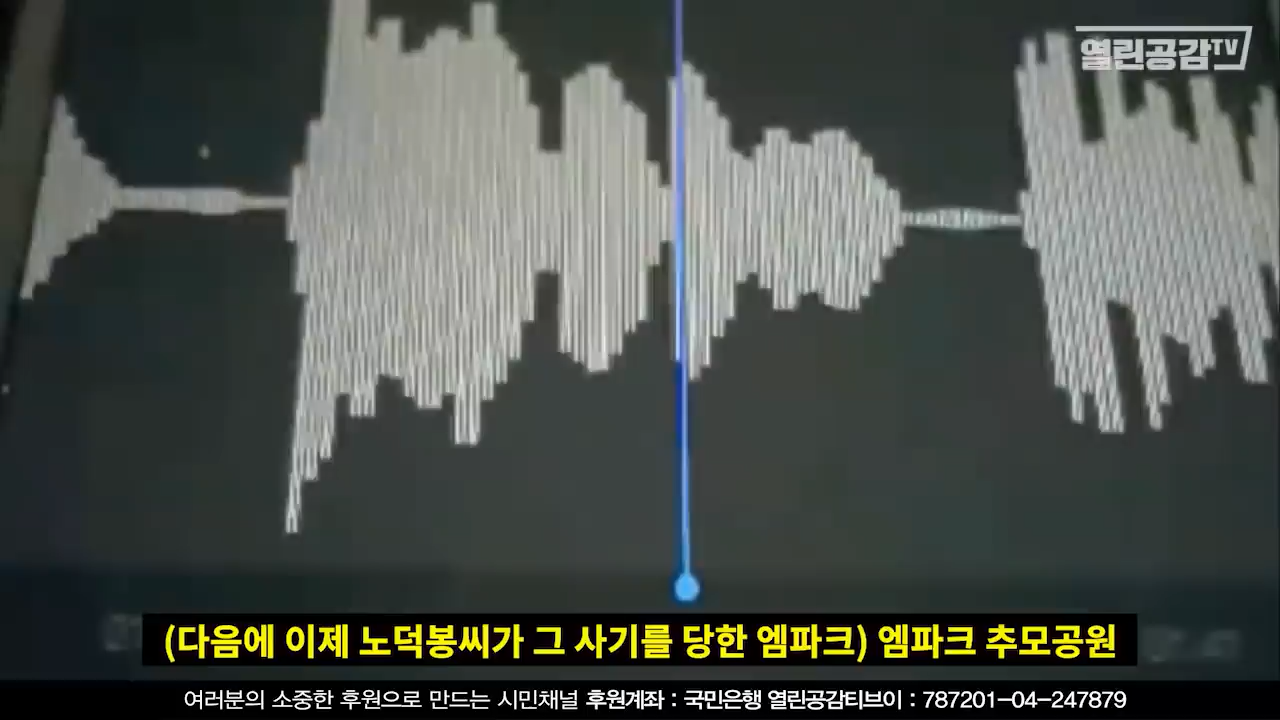 열린공감TV
(다음에 이제 노덕봉씨가 그 사기를 당한 엠파크) 엠파크 추모공원
여러분의 소중한 후원으로 만드는 시민채널 후원계좌 : 국민은행 열린공감티브이 : 787201-04-247879